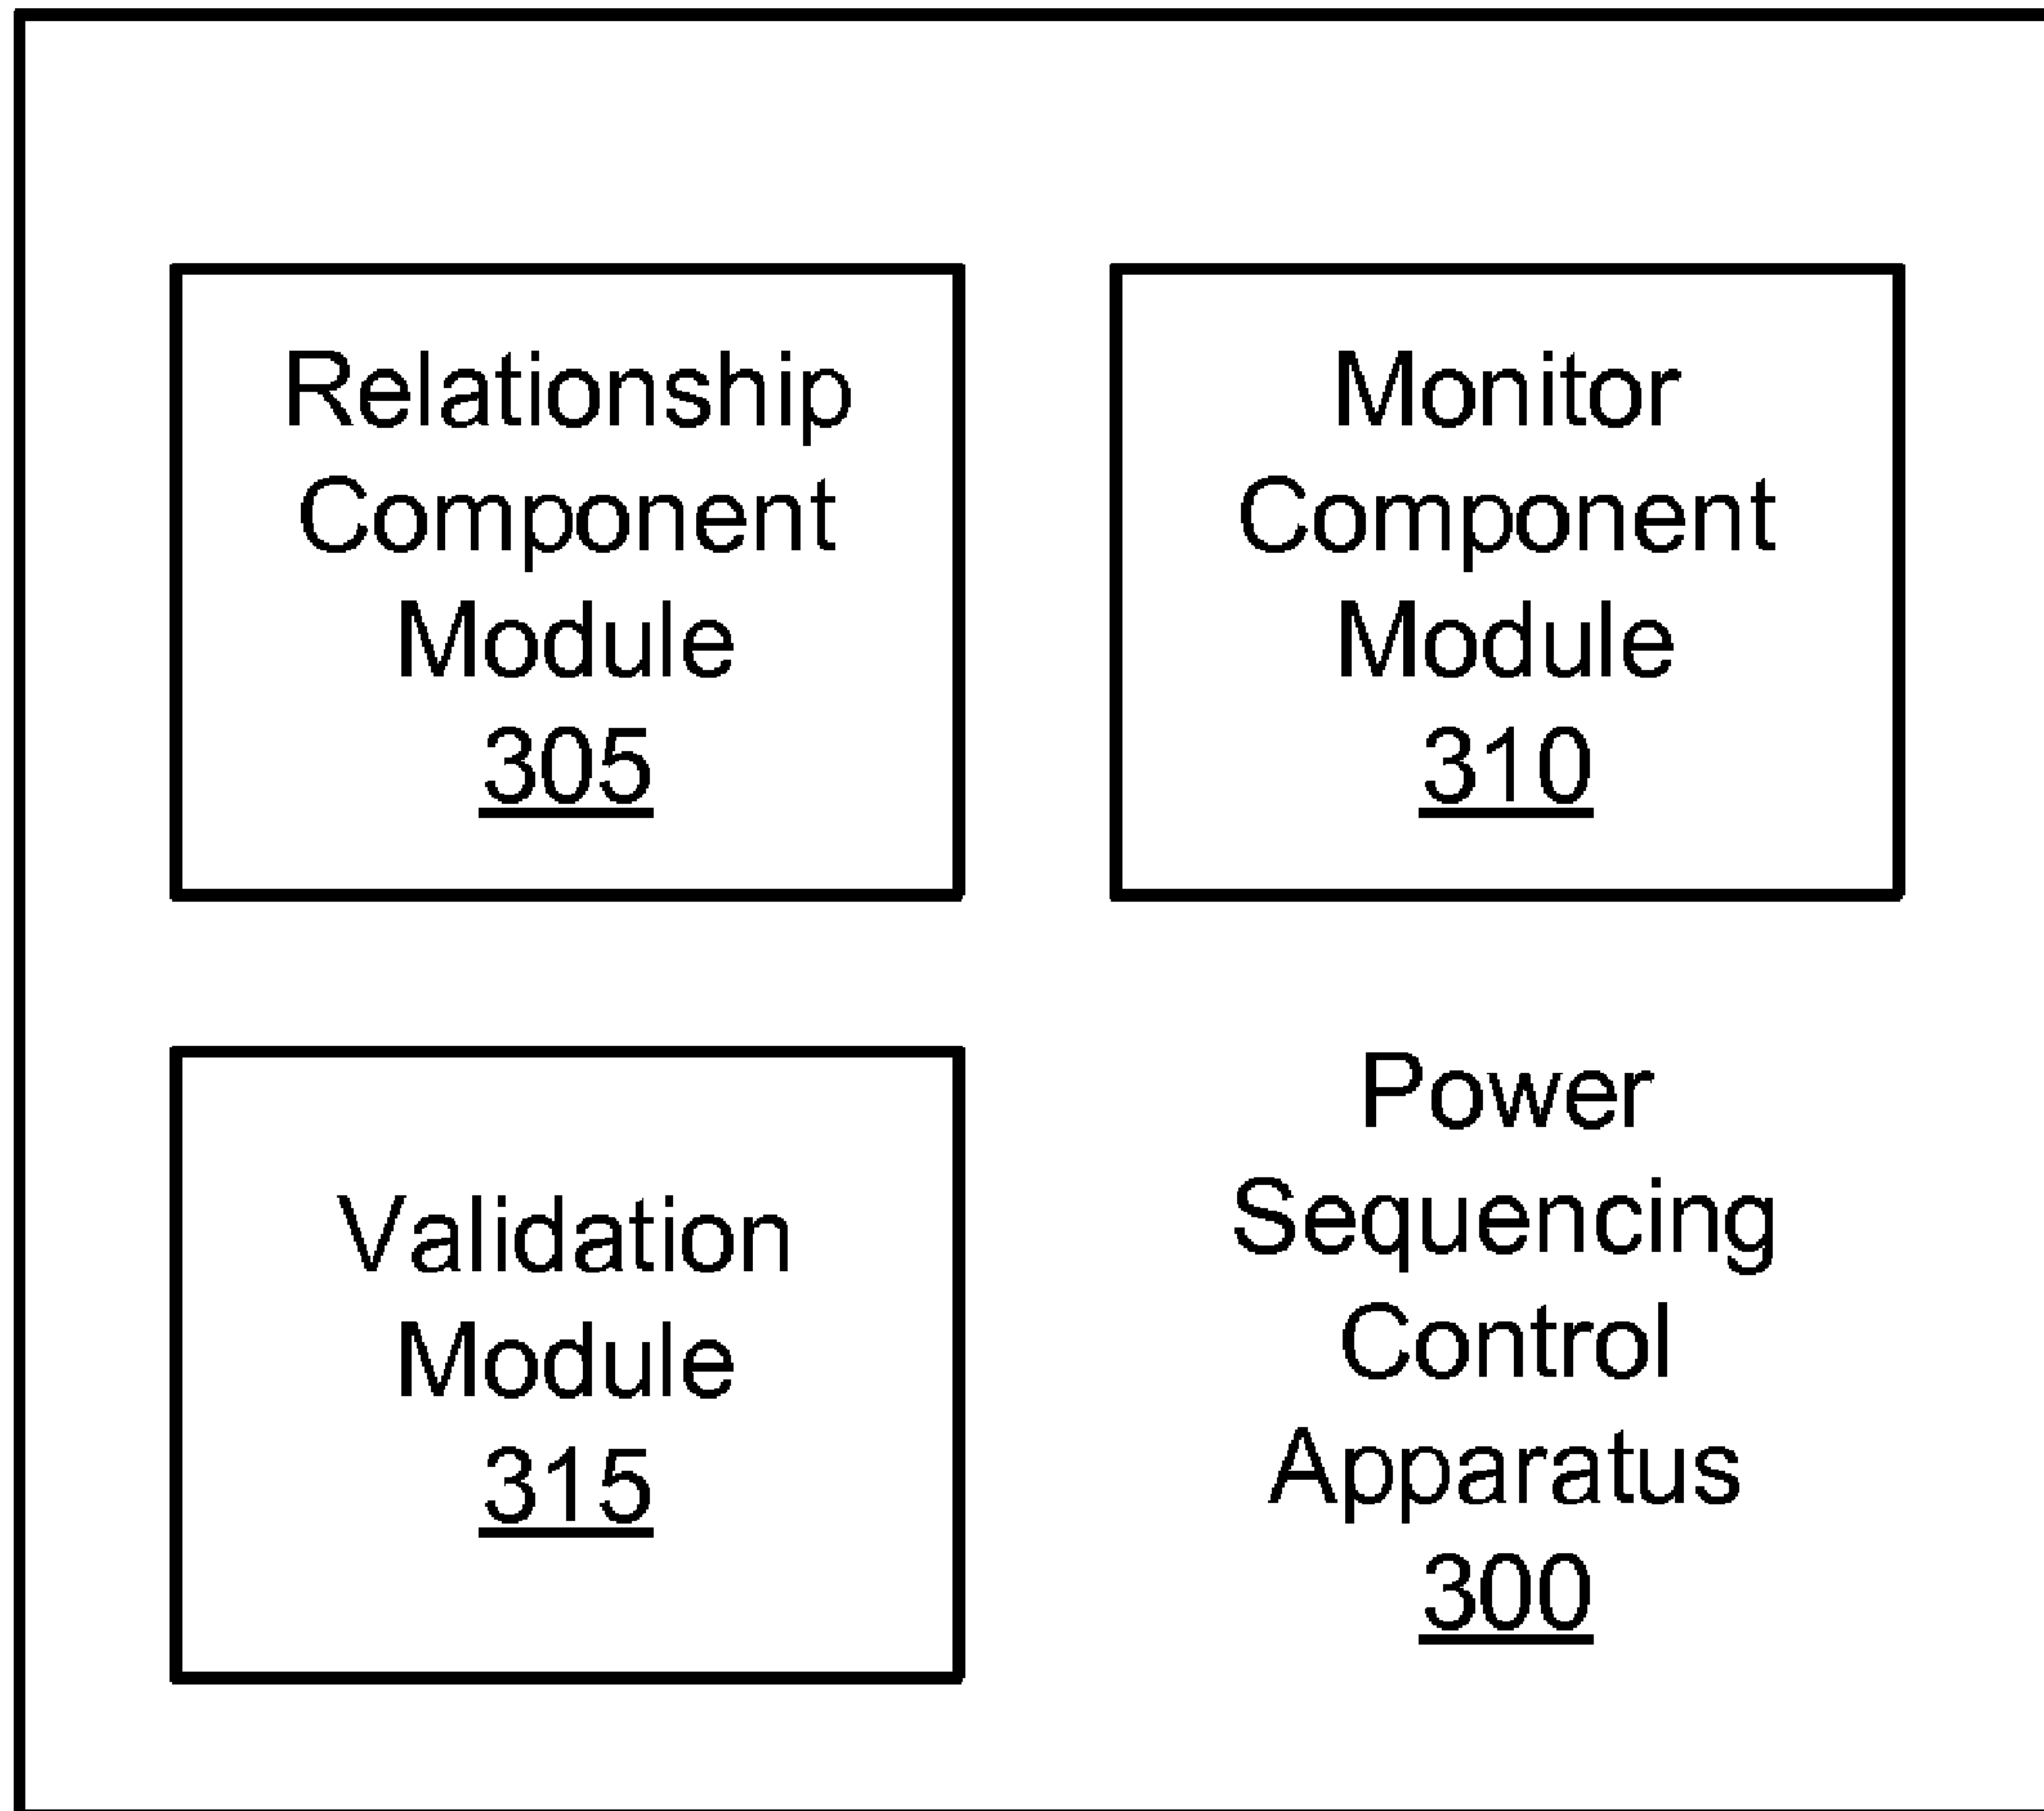 Relationship
Component
Module
305
Monitor
Component
Module
310
Validation
Module
315
Power
Sequencing
Control
Apparatus
300